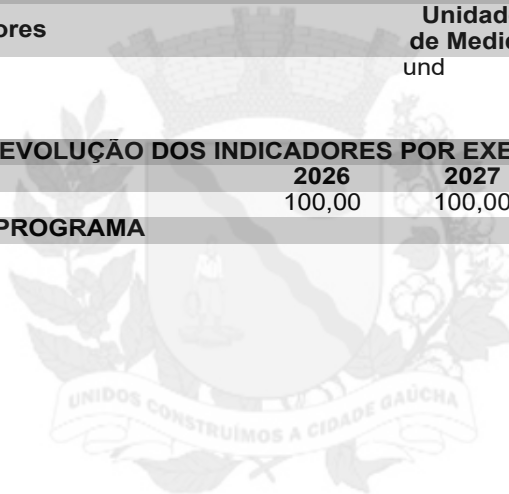 ores
Unidad
de Medi
und
EVOLUÇÃO DOS INDICADORES POR EXE
2026 2027
100,00 100,00
PROGRAMA
UNIDOS CONSTRUÍMOS A CIDADE GAÚCHA